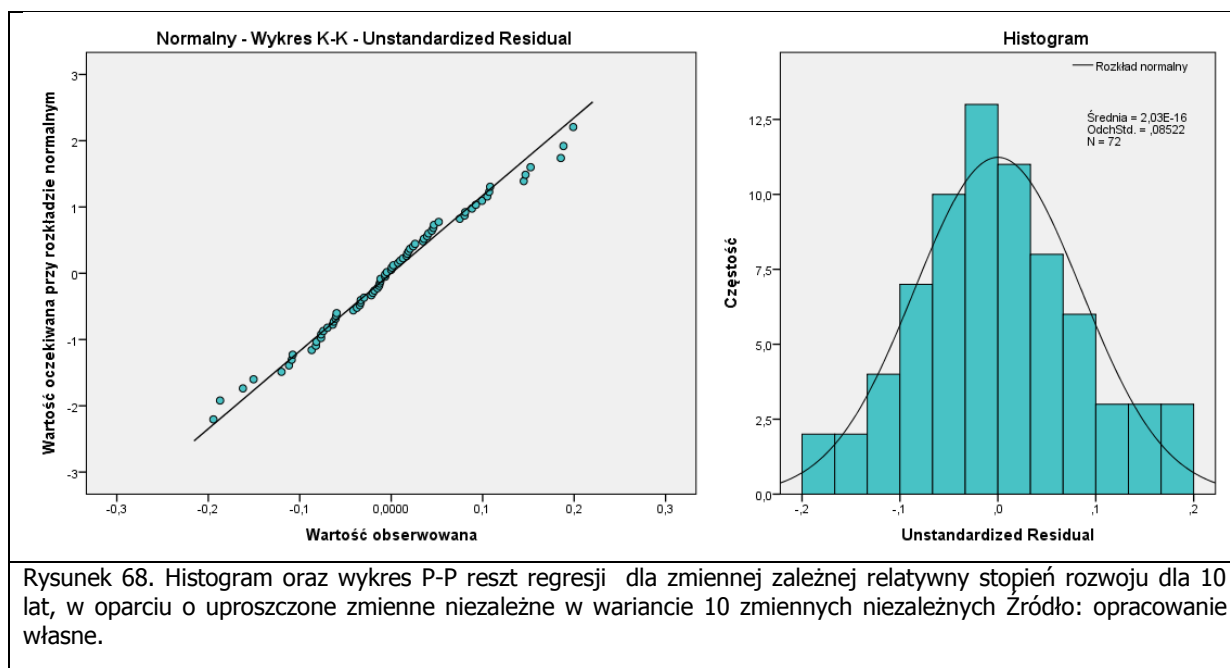 Normalny - Wykres K-K - Unstandardized Residual
Wartość oczekiwana przy rozkładzie normalnym
3
2
1
0
-1
-2
-3
-0,3
-0,2
-0,1
0,0000
0,1
0,2
0,3
Wartość obserwowana
Histogram
Rozkład normalny
Średnia = 2,03E-16
OdchStd. = ,08522
N = 72
Częstość
12,5
10,0
7,5
5,0
2,5
0,0
-,2
-,1
,0
,1
,2
Unstandardized Residual
Rysunek 68. Histogram oraz wykres P-P reszt regresji dla zmiennej zależnej relatywny stopień rozwoju dla 10
lat, w oparciu o uproszczone zmienne niezależne w wariancie 10 zmiennych niezależnych Źródło: opracowanie
własne.